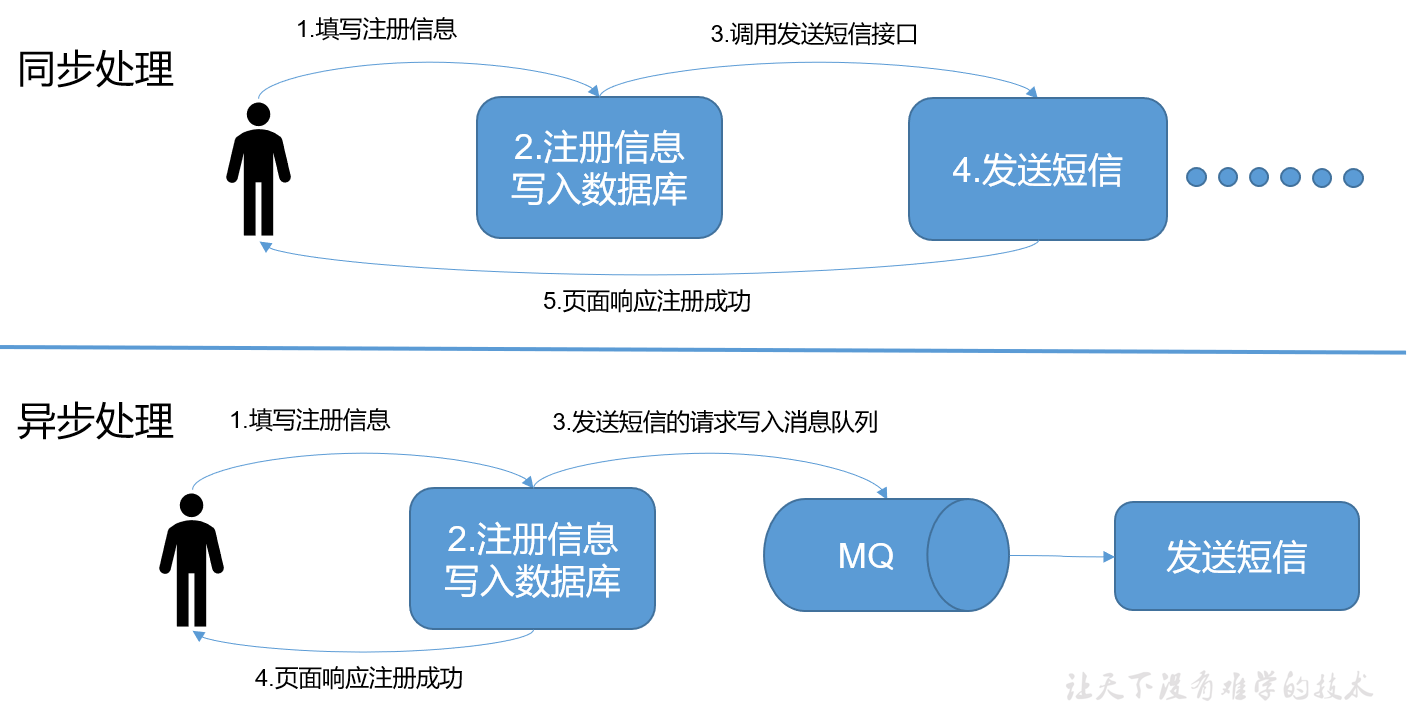 1.填写注册信息
3.调用发送短信接口
同步处理
2.注册信息
写入数据库
4.发送短信
5.页面响应注册成功
异步处理
1.填写注册信息
3.发送短信的请求写入消息队列
2.注册信息
写入数据库
MQ
发送短信
4.页面响应注册成功
让天下没有难学的技术